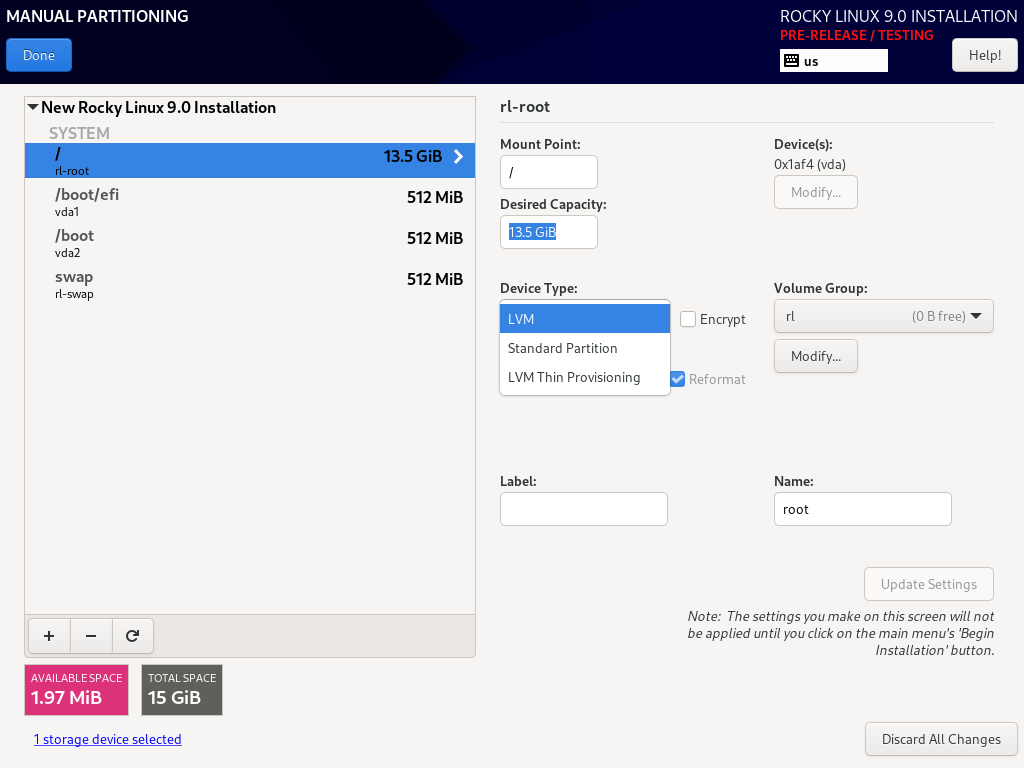 MANUAL PARTITIONING
Done
ROCKY LINUX 9.0 INSTALLATION
PRE-RELEASE / TESTING
us
Help!
New Rocky Linux 9.0 Installation
SYSTEM
/
13.5 GiB
rl-root
/boot/efi
512 MiB
vda1
/boot
512 MiB
vda2
swap
512 MiB
rl-swap
+ −
AVAILABLE SPACE
1.97 MiB
TOTAL SPACE
15 GiB
1 storage device selected
rl-root
Mount Point:
/
Desired Capacity:
13.5 GiB
Device(s):
0x1af4 (vda)
Modify...
Device Type:
LVM
Standard Partition
LVM Thin Provisioning
Encrypt
Reformat
Volume Group:
rl (0 B free)
Modify...
Label:
Name:
root
Update Settings
Note: The settings you make on this screen will not
be applied until you click on the main menu's 'Begin
Installation' button.
Discard All Changes